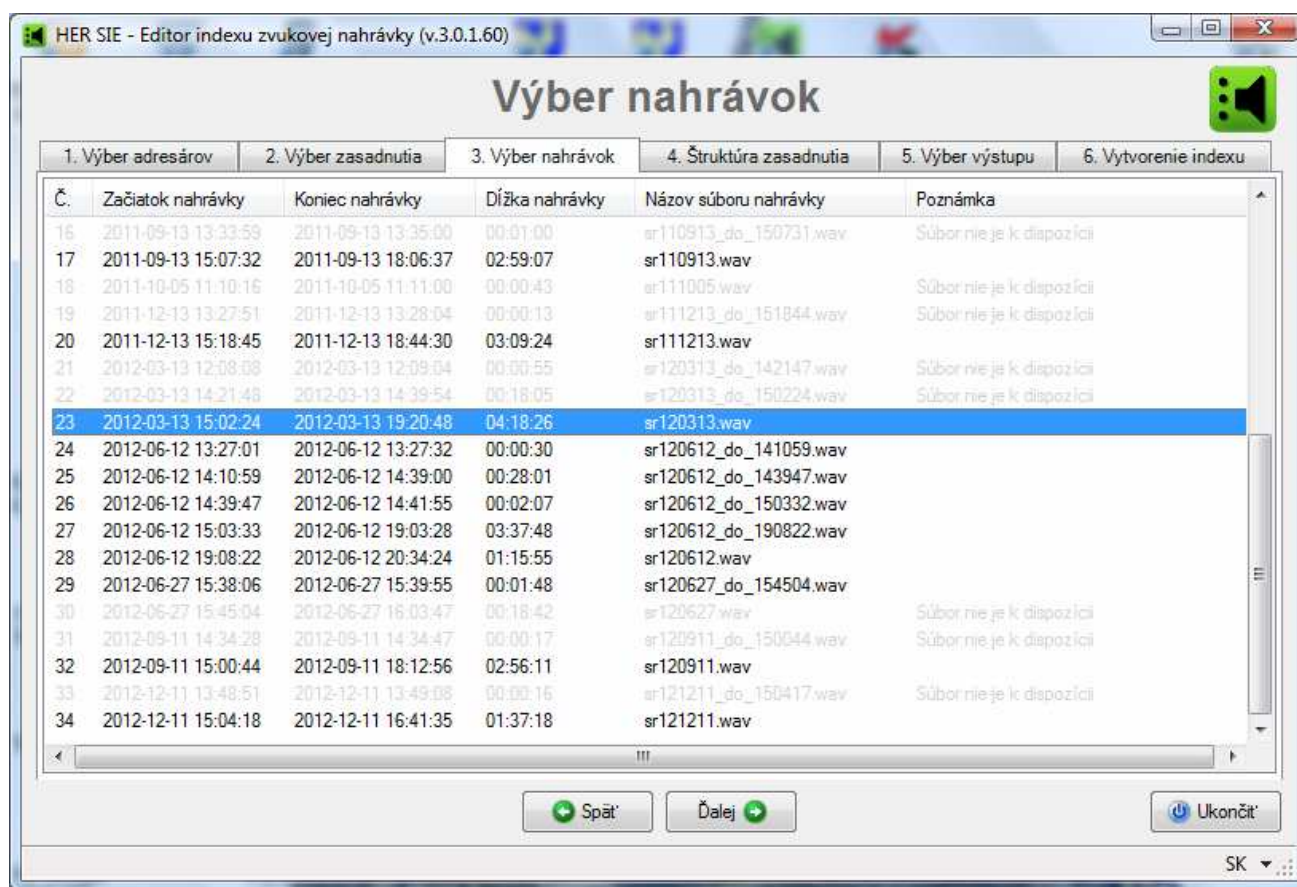 HER SIE - Editor indexu zvukovej nahrávky (v.3.0.1.60)
Výber nahrávok
1. Výber adresárov 2. Výber zasadnutia 3. Výber nahrávok 4. Štruktúra zasadnutia 5. Výber výstupu 6. Vytvorenie indexu
Č. Začiatok nahrávky Koniec nahrávky Dĺžka nahrávky Názov súboru nahrávky Poznámka
16 2011-09-13 13:33:59 2011-09-13 13:35:00 00:01:00 sr110913_do_150731.wav Súbor nie je k dispozícii
17 2011-09-13 15:07:32 2011-09-13 18:06:37 02:59:07 sr110913.wav
18 2011-10-05 11:10:16 2011-10-05 11:11:00 00:00:43 sr111005.wav Súbor nie je k dispozícii
19 2011-12-13 13:27:51 2011-12-13 13:28:04 00:00:13 sr111213_do_151844.wav Súbor nie je k dispozícii
20 2011-12-13 15:18:45 2011-12-13 18:44:30 03:09:24 sr111213.wav
21 2012-03-13 12:08:08 2012-03-13 12:09:04 00:00:55 sr120313_do_142147.wav Súbor nie je k dispozícii
22 2012-03-13 14:21:48 2012-03-13 14:39:54 00:18:05 sr120313_do_150224.wav Súbor nie je k dispozícii
23 2012-03-13 15:02:24 2012-03-13 19:20:48 04:18:26 sr120313.wav
24 2012-06-12 13:27:01 2012-06-12 13:27:32 00:00:30 sr120612_do_141059.wav
25 2012-06-12 14:10:59 2012-06-12 14:39:00 00:28:01 sr120612_do_143947.wav
26 2012-06-12 14:39:47 2012-06-12 14:41:55 00:02:07 sr120612_do_150332.wav
27 2012-06-12 15:03:33 2012-06-12 19:03:28 03:37:48 sr120612_do_190822.wav
28 2012-06-12 19:08:22 2012-06-12 20:34:24 01:15:55 sr120612.wav
29 2012-06-27 15:38:06 2012-06-27 15:39:55 00:01:48 sr120627_do_154504.wav
30 2012-06-27 15:45:04 2012-06-27 16:03:47 00:18:42 sr120627.wav Súbor nie je k dispozícii
31 2012-09-11 14:34:28 2012-09-11 14:34:47 00:00:17 sr120911_do_150044.wav Súbor nie je k dispozícii
32 2012-09-11 15:00:44 2012-09-11 18:12:56 02:56:11 sr120911.wav
33 2012-12-11 13:48:51 2012-12-11 13:49:08 00:00:16 sr121211_do_150417.wav Súbor nie je k dispozícii
34 2012-12-11 15:04:18 2012-12-11 16:41:35 01:37:18 sr121211.wav
Späť Ďalej Ukončiť
SK